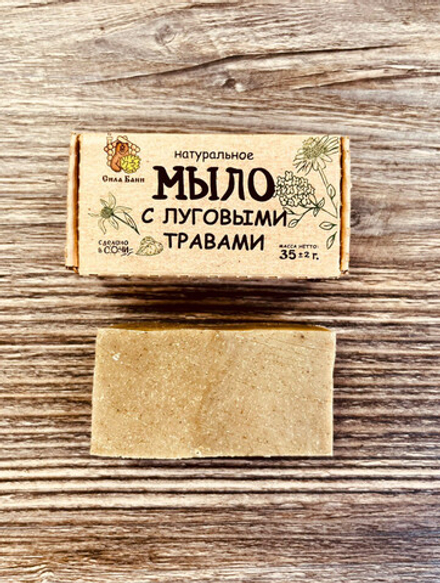 Сила Бани
натуральное
МЫЛО
С ЛУГОВЫМИ
ТРАВАМИ
сделано
в СОЧИ
МАССА НЕТТО:
35 ± 2 г.